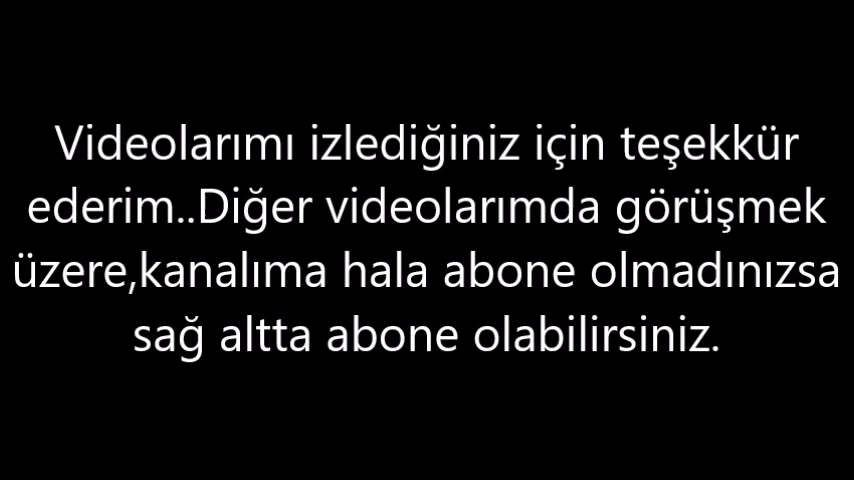 Videolarımı izlediğiniz için teşekkür
ederim..Diğer videolarımda görüşmek
üzere,kanalıma hala abone olmadınızsa
sağ altta abone olabilirsiniz.